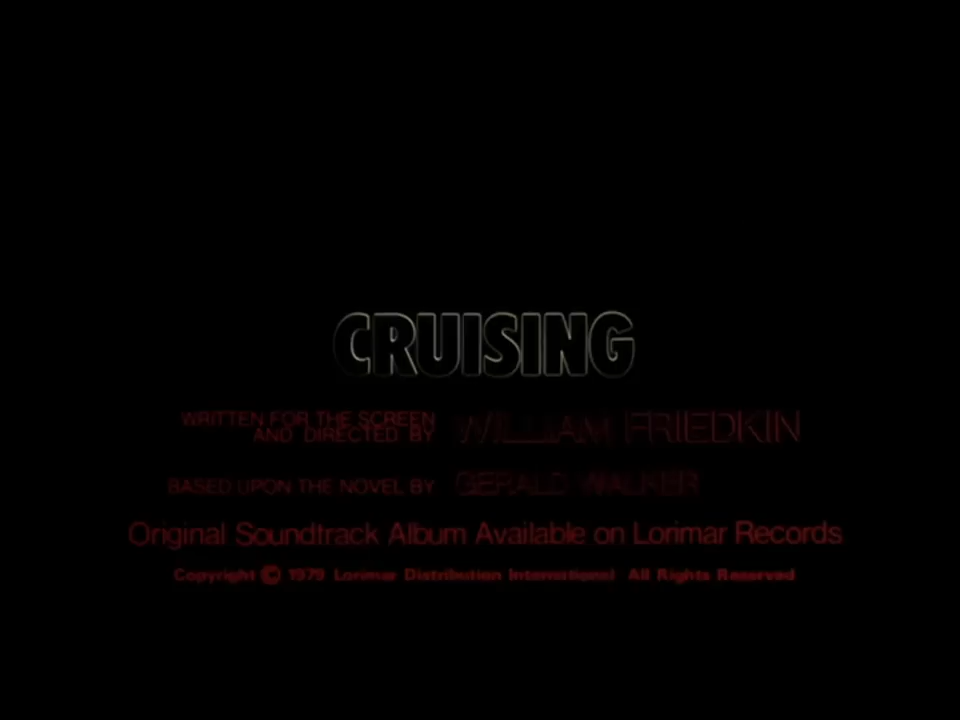 CRUISING
WRITTEN FOR THE SCREEN
AND DIRECTED BY WILLIAM FRIEDKIN
BASED UPON THE NOVEL BY GERALD WALKER
Original Soundtrack Album Available on Lorimar Records
Copyright © 1979 Lorimar Distribution International All Rights Reserved